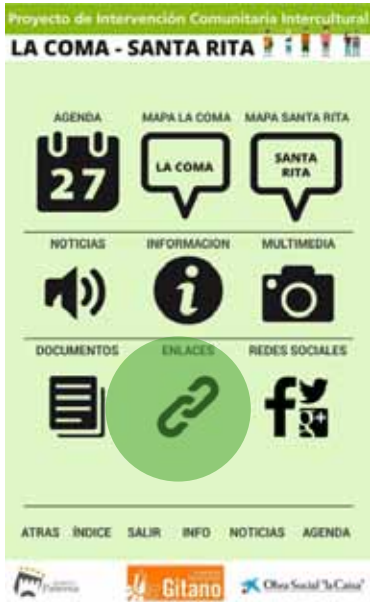 Proyecto de Intervención Comunitaria Intercultural
LA COMA - SANTA RITA
AGENDA MAPA LA COMA MAPA SANTA RITA
27 LA COMA SANTA
RITA
NOTICIAS INFORMACION MULTIMEDIA
i
DOCUMENTOS ENLACES REDES SOCIALES
f g+
ATRAS ÍNDICE SALIR INFO NOTICIAS AGENDA
Paterna Gitano Obra Social "la Caixa"